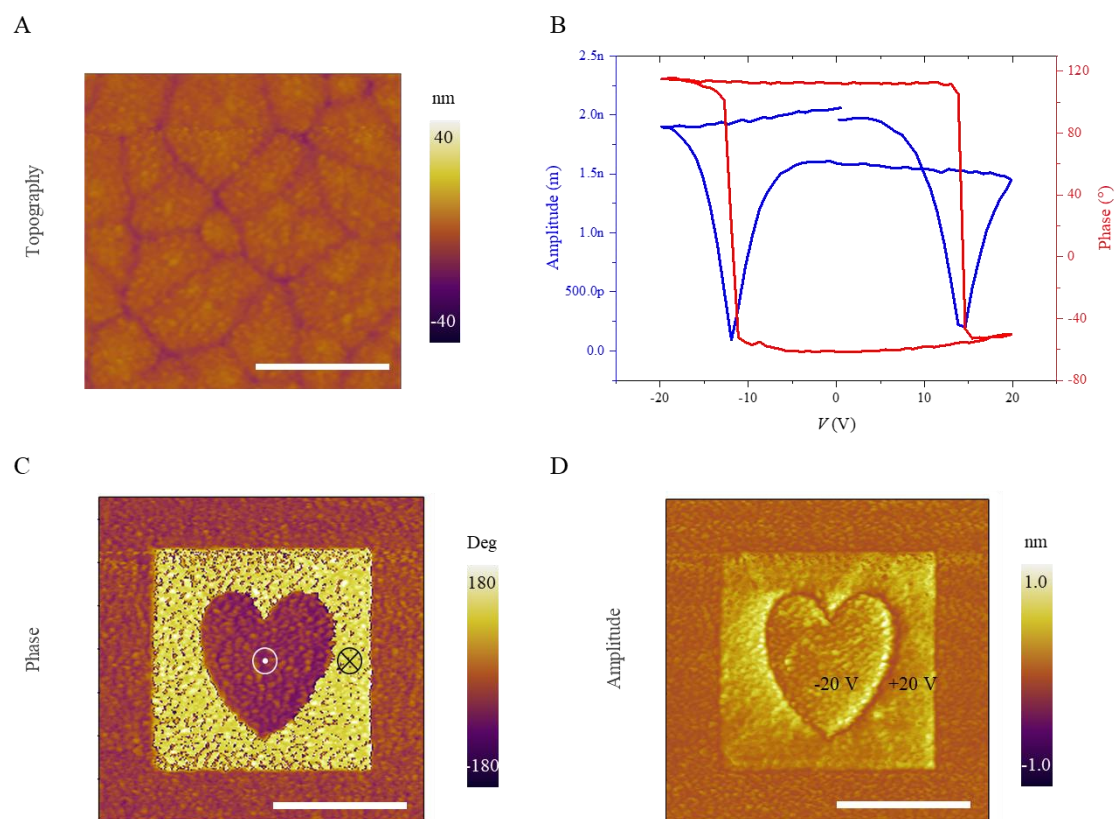 A
Topography
nm
40
-40
B
2.5n
2.0n
1.5n
1.0n
500.0p
0.0
Amplitude (m)
120
80
40
0
-40
-80
Phase (°)
-20
-10
0
10
20
V (V)
C
Phase
Deg
180
-180
D
Amplitude
-20 V
+20 V
nm
1.0
-1.0